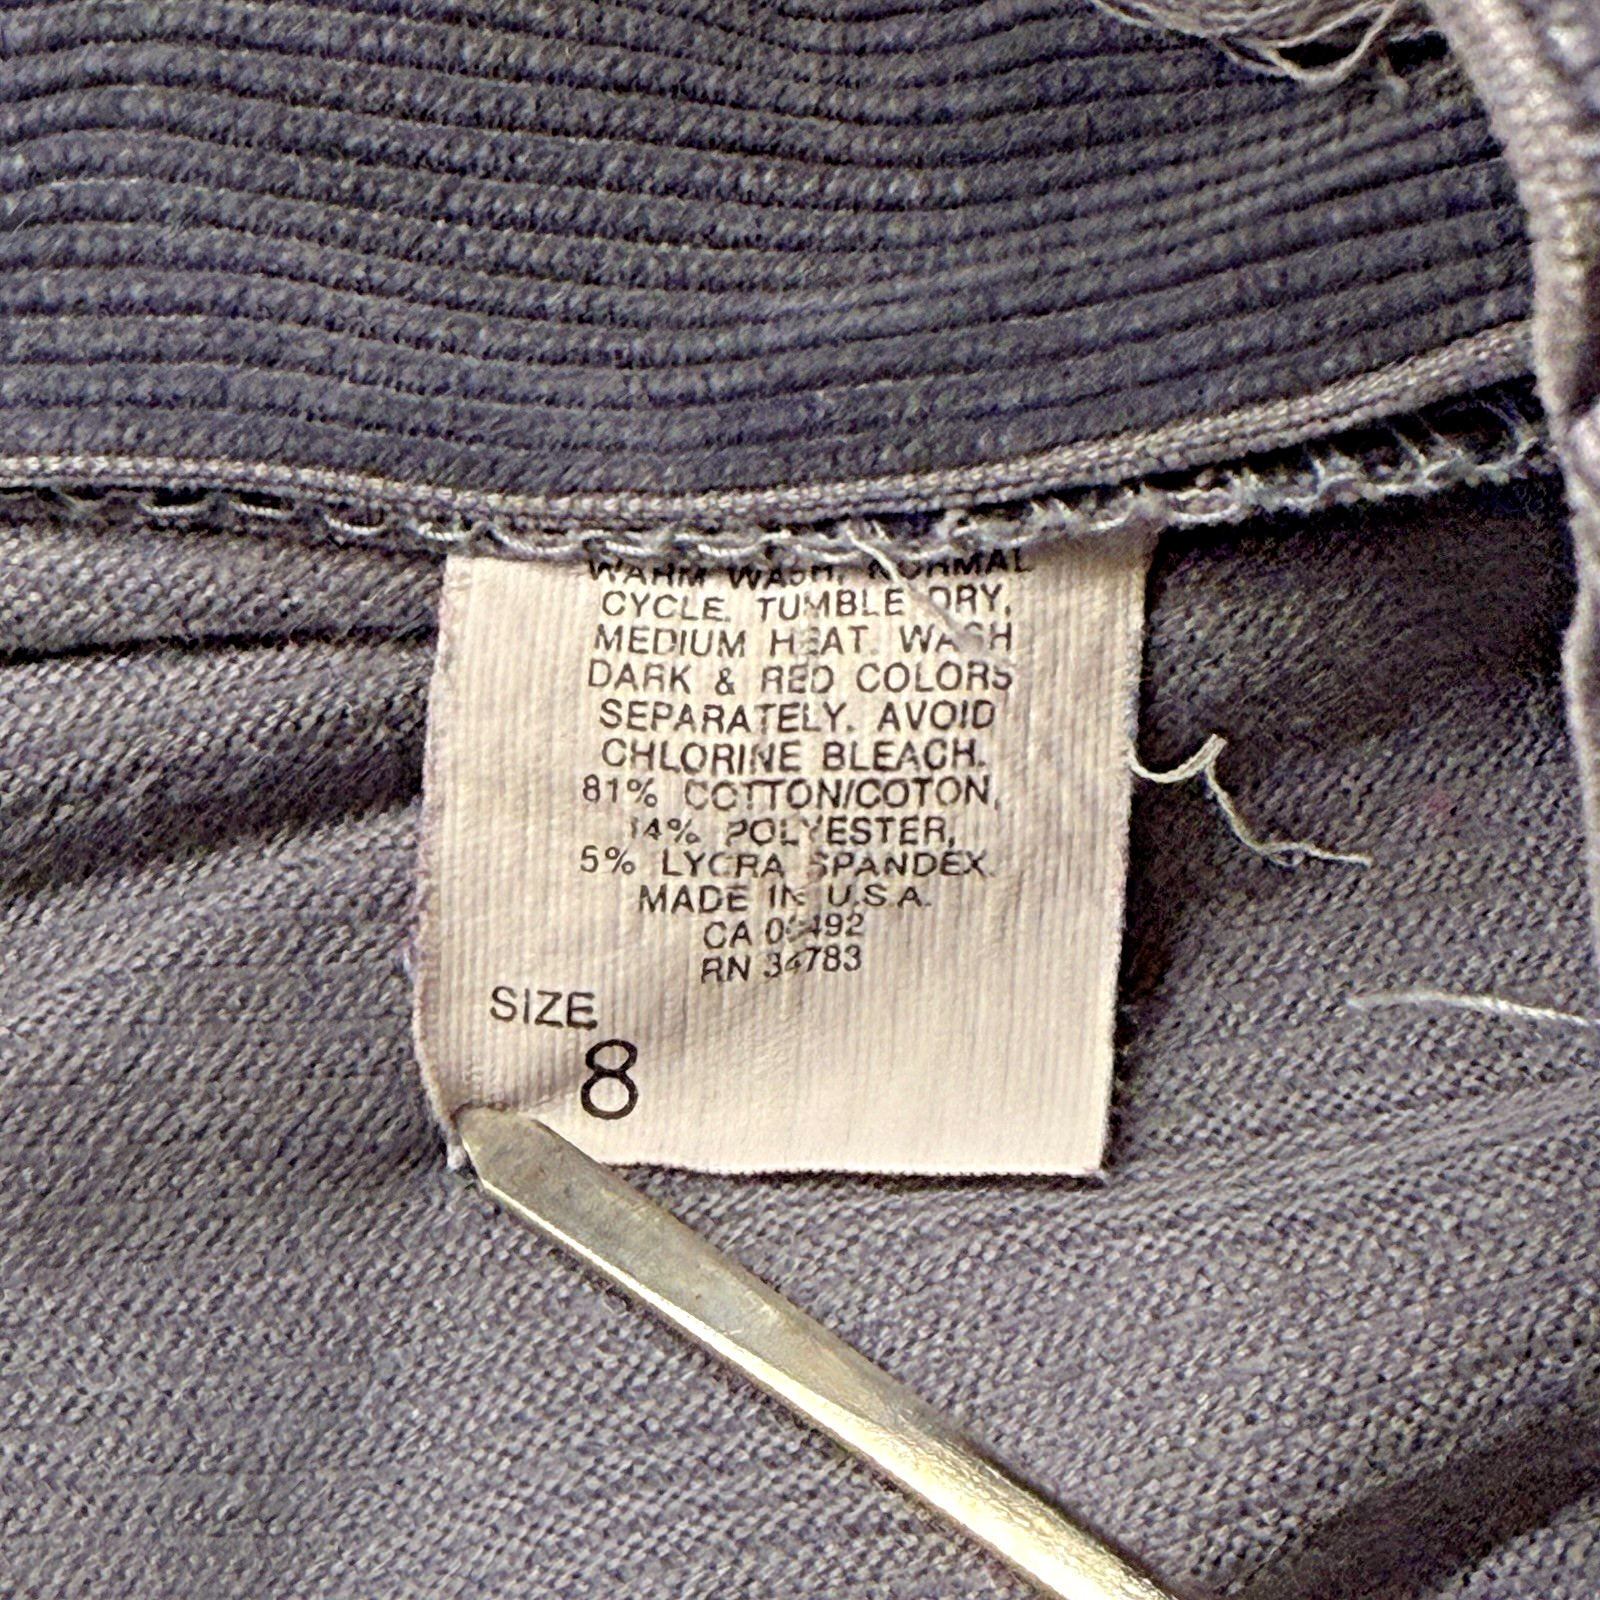 WARM WASH, NORMAL
CYCLE. TUMBLE DRY,
MEDIUM HEAT. WASH
DARK & RED COLORS
SEPARATELY. AVOID
CHLORINE BLEACH.
81% COTTON/COTON,
14% POLYESTER,
5% LYCRA SPANDEX.
MADE IN U.S.A.
CA
RN 34783
SIZE
8